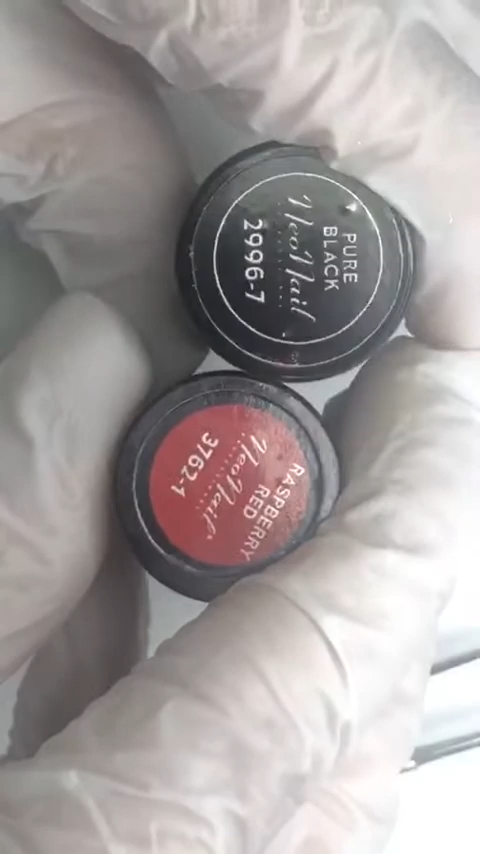 PURE
BLACK
NeoNail
2996-7
RASPBERRY
RED
NeoNail
3762-1